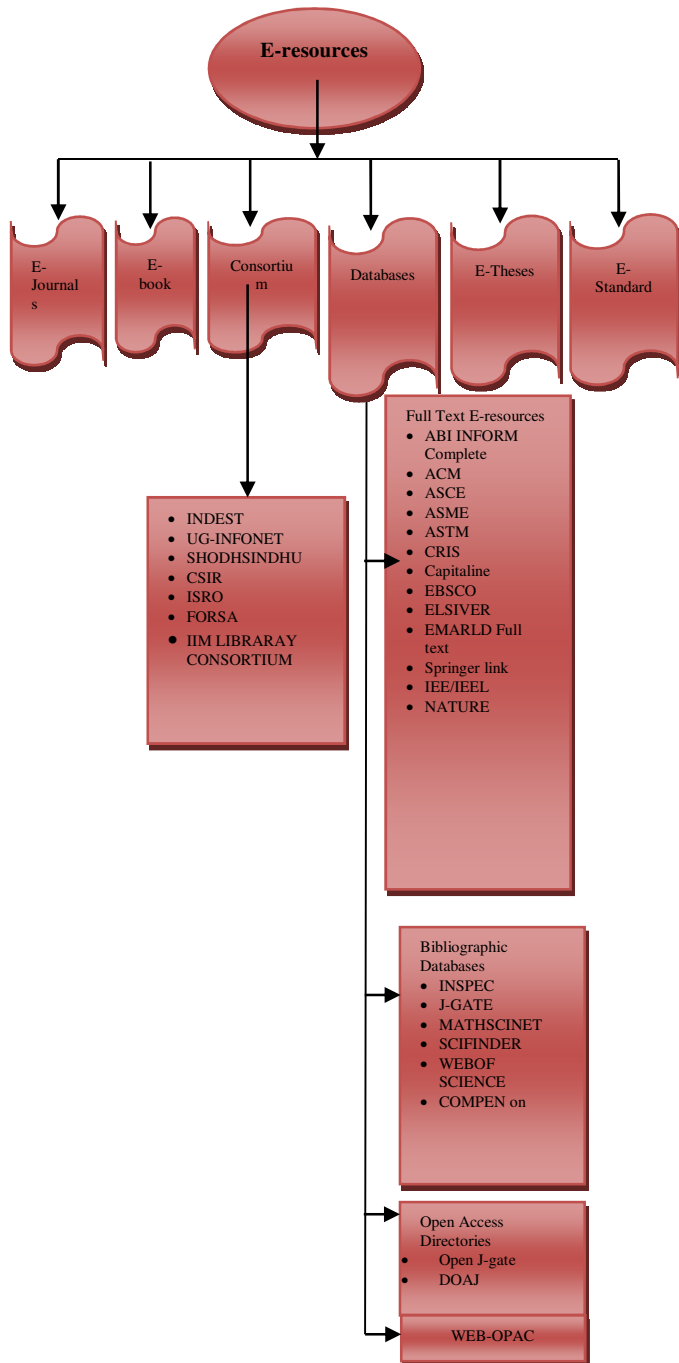 E-resources
E-
Journal
s
E-
book
Consortiu
m
Databases
E-Theses
E-
Standard
INDEST
UG-INFONET
SHODHSINDHU
CSIR
ISRO
FORSA
IIM LIBRARAY
CONSORTIUM
Full Text E-resources
ABI INFORM
Complete
ACM
ASCE
ASME
ASTM
CRIS
Capitaline
EBSCO
ELSIVER
EMARLD Full
text
Springer link
IEE/IEEL
NATURE
Bibliographic
Databases
INSPEC
J-GATE
MATHSCINET
SCIFINDER
WEBOF
SCIENCE
COMPEN on
Open Access
Directories
Open J-gate
DOAJ
WEB-OPAC